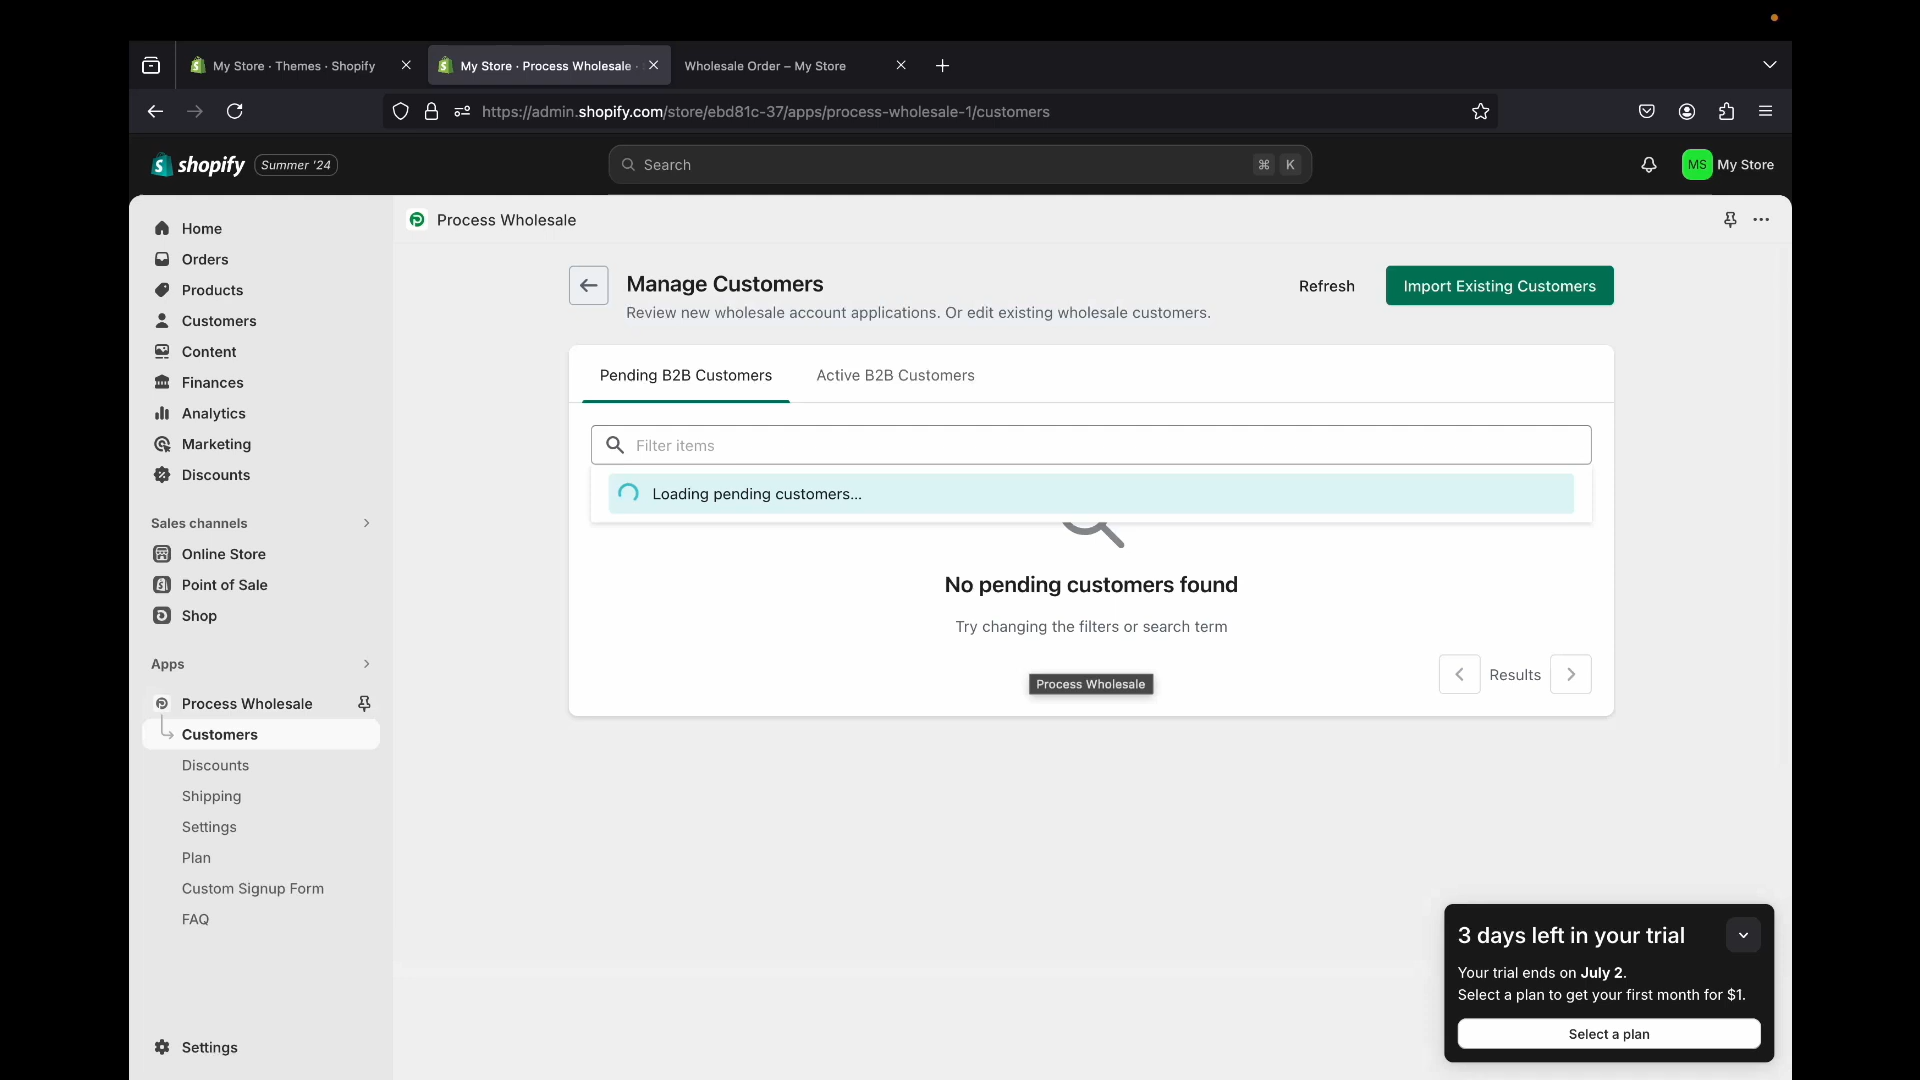 My Store · Themes · Shopify
My Store · Process Wholesale ·
Wholesale Order – My Store
https://admin.shopify.com/store/ebd81c-37/apps/process-wholesale-1/customers
shopify
Summer '24
Search
⌘ K
MS
My Store
Home
Orders
Products
Customers
Content
Finances
Analytics
Marketing
Discounts
Sales channels
Online Store
Point of Sale
Shop
Apps
Process Wholesale
Customers
Discounts
Shipping
Settings
Plan
Custom Signup Form
FAQ
Settings
Process Wholesale
Manage Customers
Review new wholesale account applications. Or edit existing wholesale customers.
Refresh
Import Existing Customers
Pending B2B Customers
Active B2B Customers
Filter items
Loading pending customers...
No pending customers found
Try changing the filters or search term
Results
Process Wholesale
3 days left in your trial
Your trial ends on July 2.
Select a plan to get your first month for $1.
Select a plan